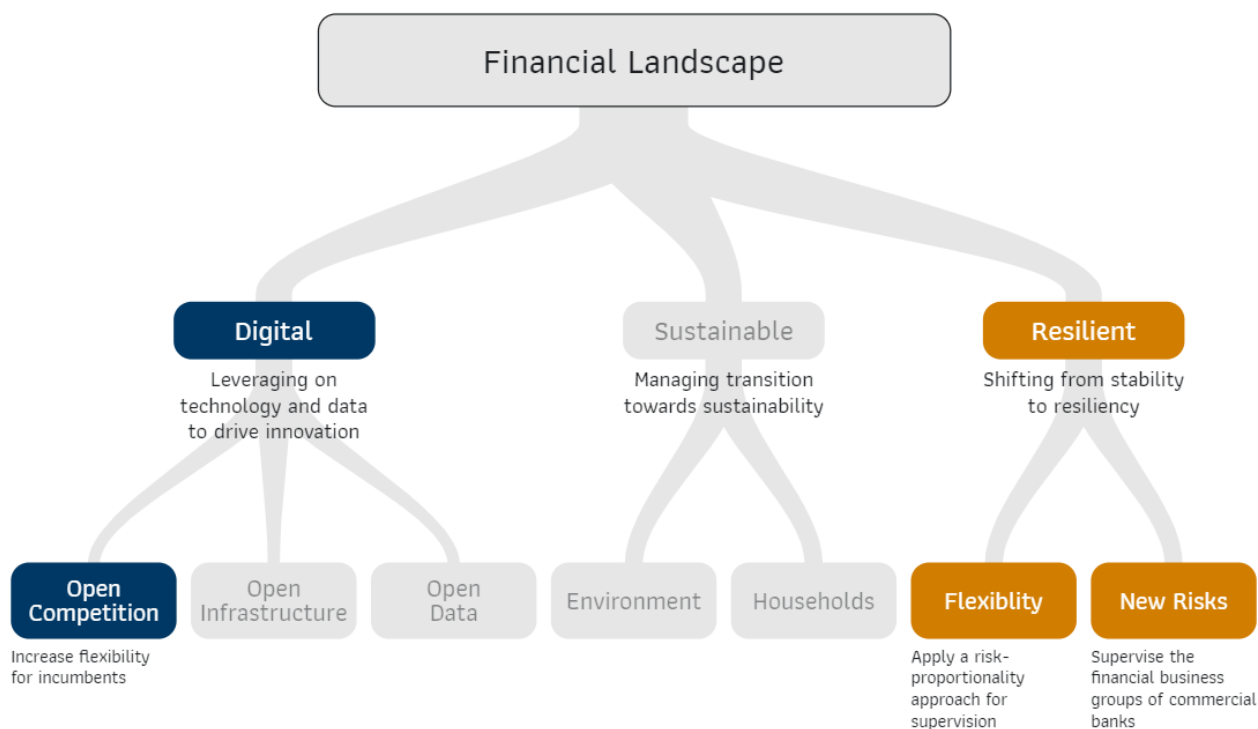 Financial Landscape
Digital
Leveraging on
technology and data
to drive innovation
Sustainable
Managing transition
towards sustainability
Resilient
Shifting from stability
to resiliency
Open
Competition
Increase flexibility
for incumbents
Open
Infrastructure
Open
Data
Environment
Households
Flexiblity
Apply a risk-
proportionality
approach for
supervision
New Risks
Supervise the
financial business
groups of commercial
banks